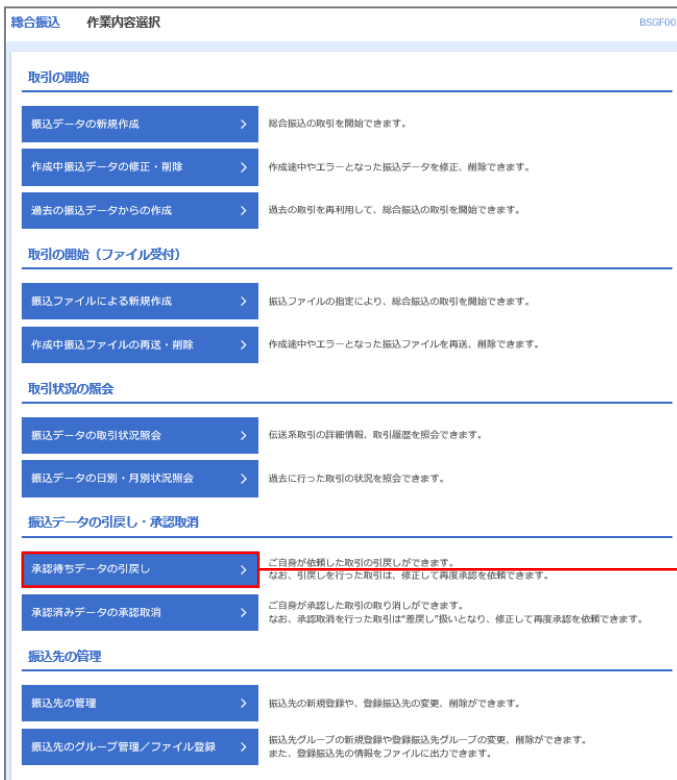 総合振込 作業内容選択 BSGF00
取引の開始
振込データの新規作成 総合振込の取引を開始できます。
作成中振込データの修正・削除 作成途中やエラーとなった振込データを修正、削除できます。
過去の振込データからの作成 過去の取引を再利用して、総合振込の取引を開始できます。
取引の開始（ファイル受付）
振込ファイルによる新規作成 振込ファイルの指定により、総合振込の取引を開始できます。
作成中振込ファイルの再送・削除 作成途中やエラーとなった振込ファイルを再送、削除できます。
取引状況の照会
振込データの取引状況照会 伝送系取引の詳細情報、取引履歴を照会できます。
振込データの日別・月別状況照会 過去に行った取引の状況を照会できます。
振込データの引戻し・承認取消
承認待ちデータの引戻し ご自身が依頼した取引の引戻しができます。
なお、引戻しを行った取引は、修正して再度承認を依頼できます。
承認済みデータの承認取消 ご自身が承認した取引の取り消しができます。
なお、承認取消を行った取引は"差戻し"扱いとなり、修正して再度承認を依頼できます。
振込先の管理
振込先の管理 振込先の新規登録や、登録振込先の変更、削除ができます。
振込先のグループ管理／ファイル登録 振込先グループの新規登録や登録振込先グループの変更、削除ができます。
また、登録振込先の情報をファイルに出力できます。